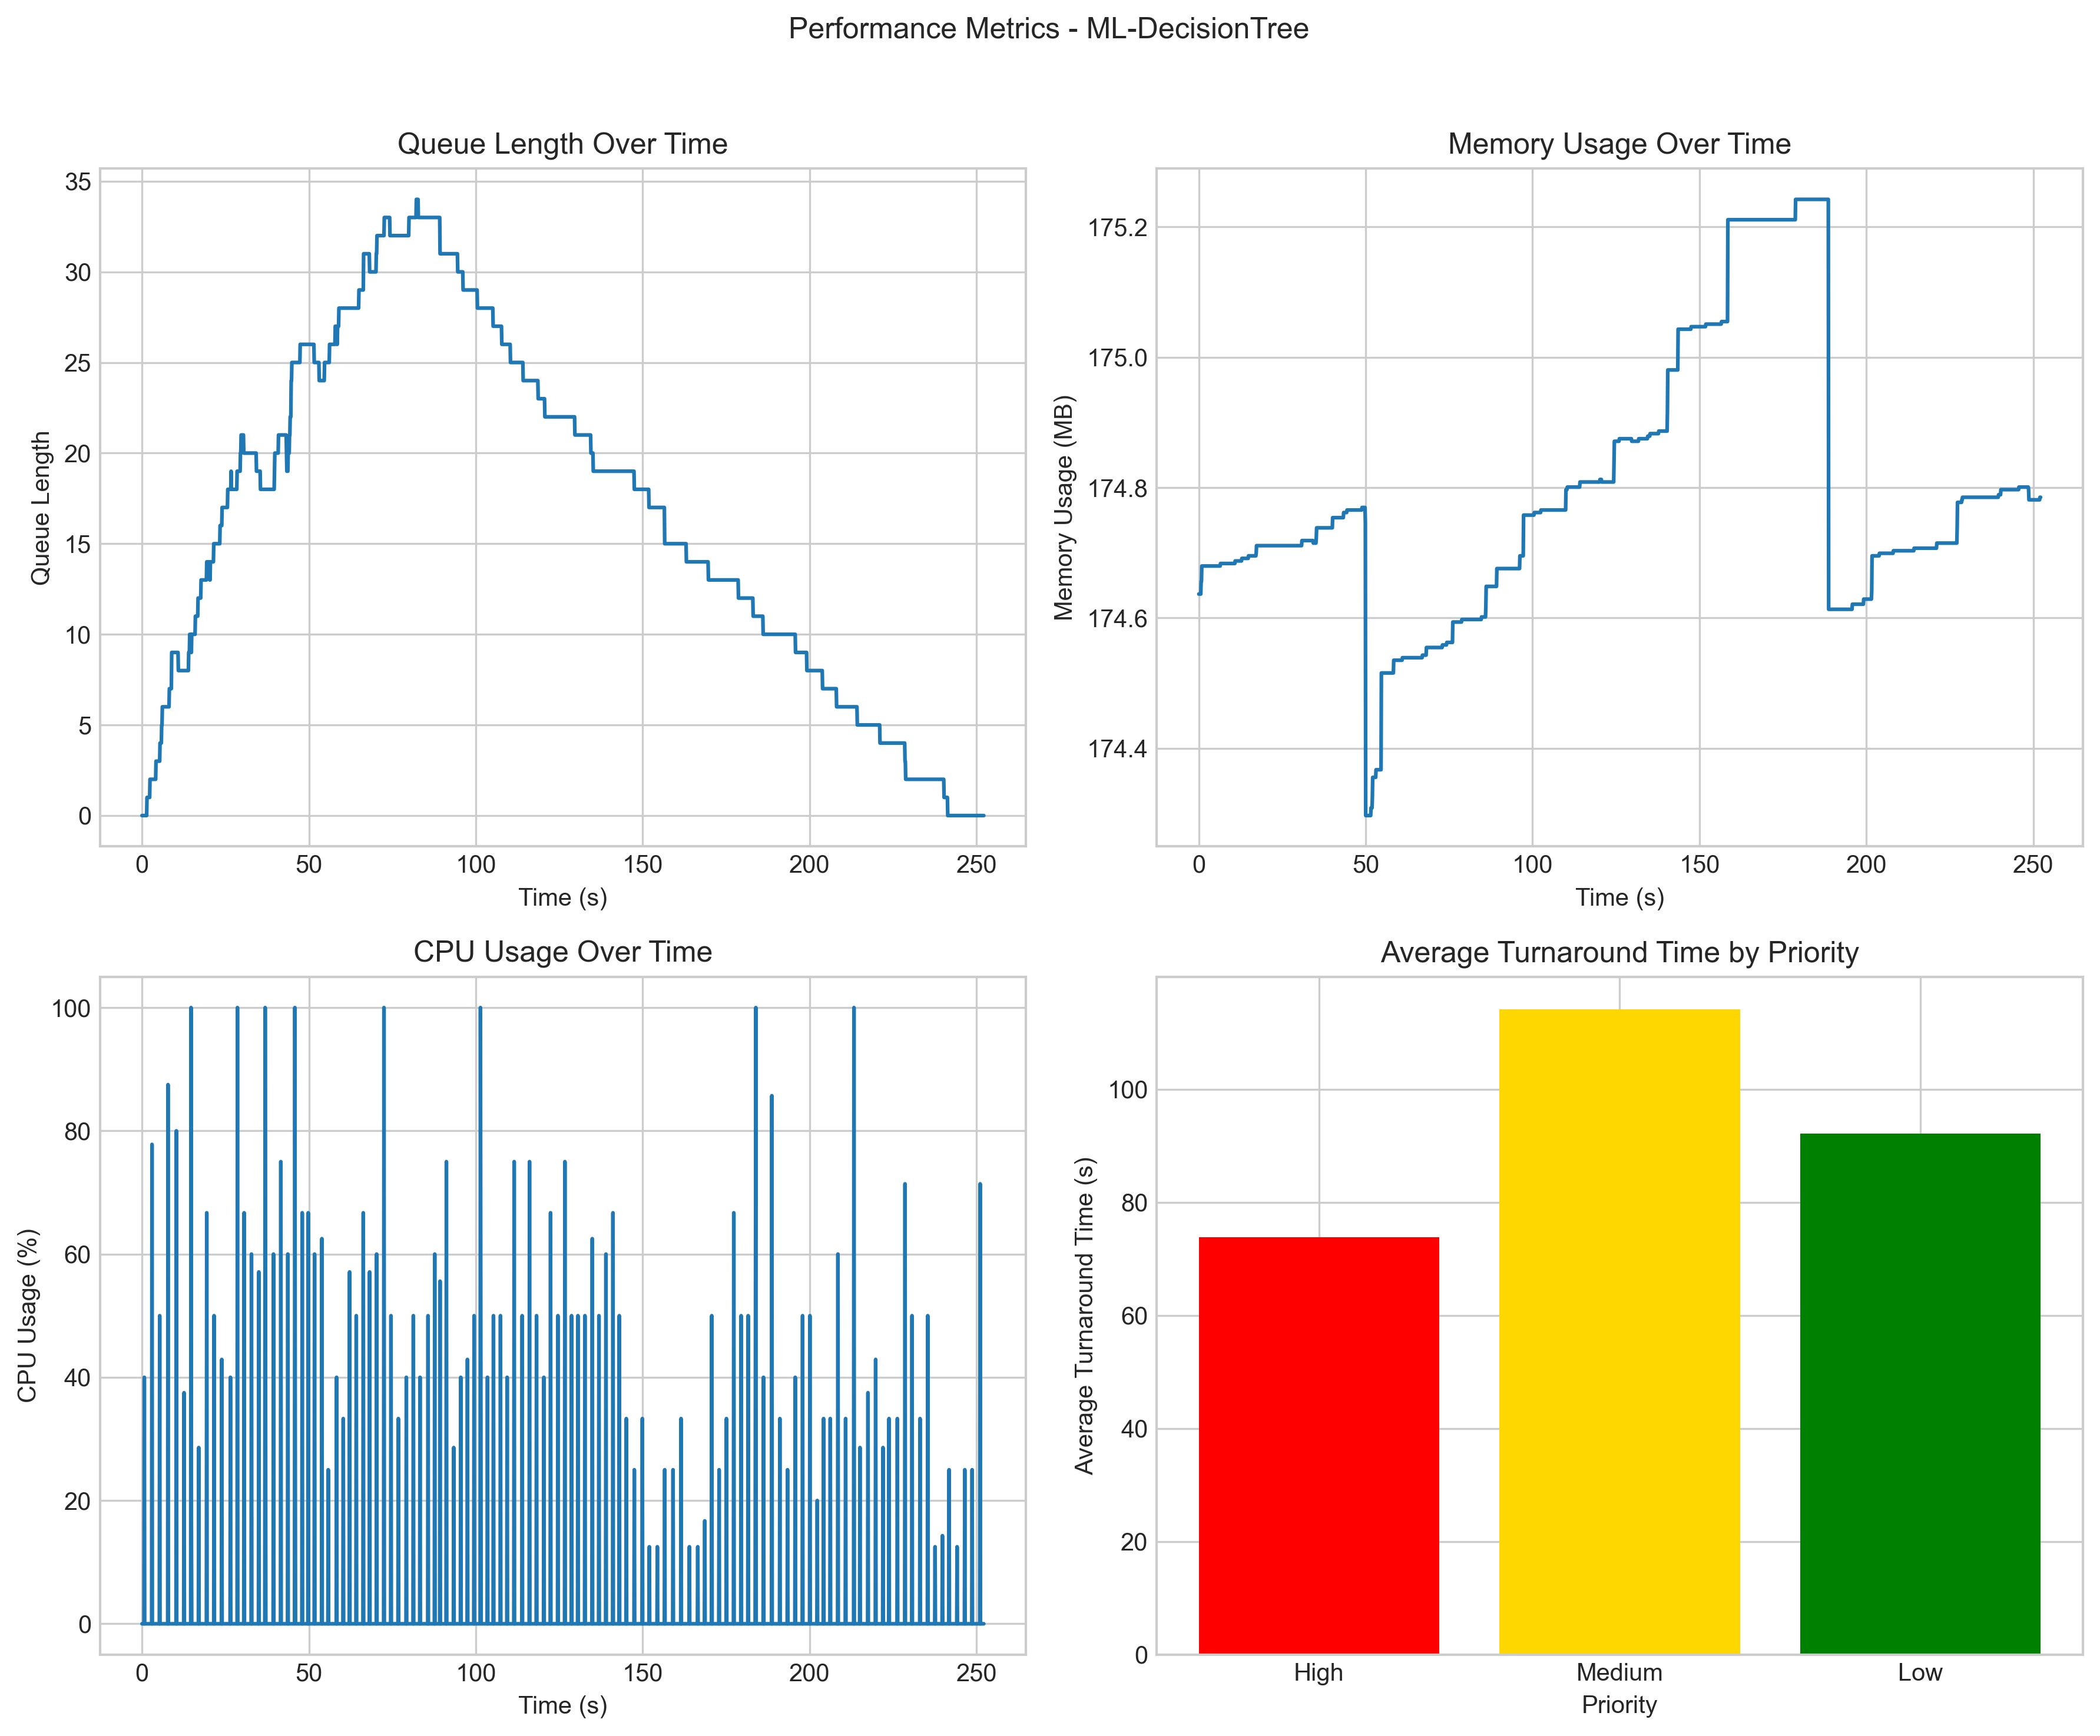 Performance Metrics - ML-DecisionTree
Queue Length Over Time
35
30
25
20
15
10
5
0
Queue Length
0 50 100 150 200 250
Time (s)
Memory Usage Over Time
175.2
175.0
174.8
174.6
174.4
Memory Usage (MB)
0 50 100 150 200 250
Time (s)
CPU Usage Over Time
100
80
60
40
20
0
CPU Usage (%)
0 50 100 150 200 250
Time (s)
Average Turnaround Time by Priority
100
80
60
40
20
0
Average Turnaround Time (s)
High Medium Low
Priority